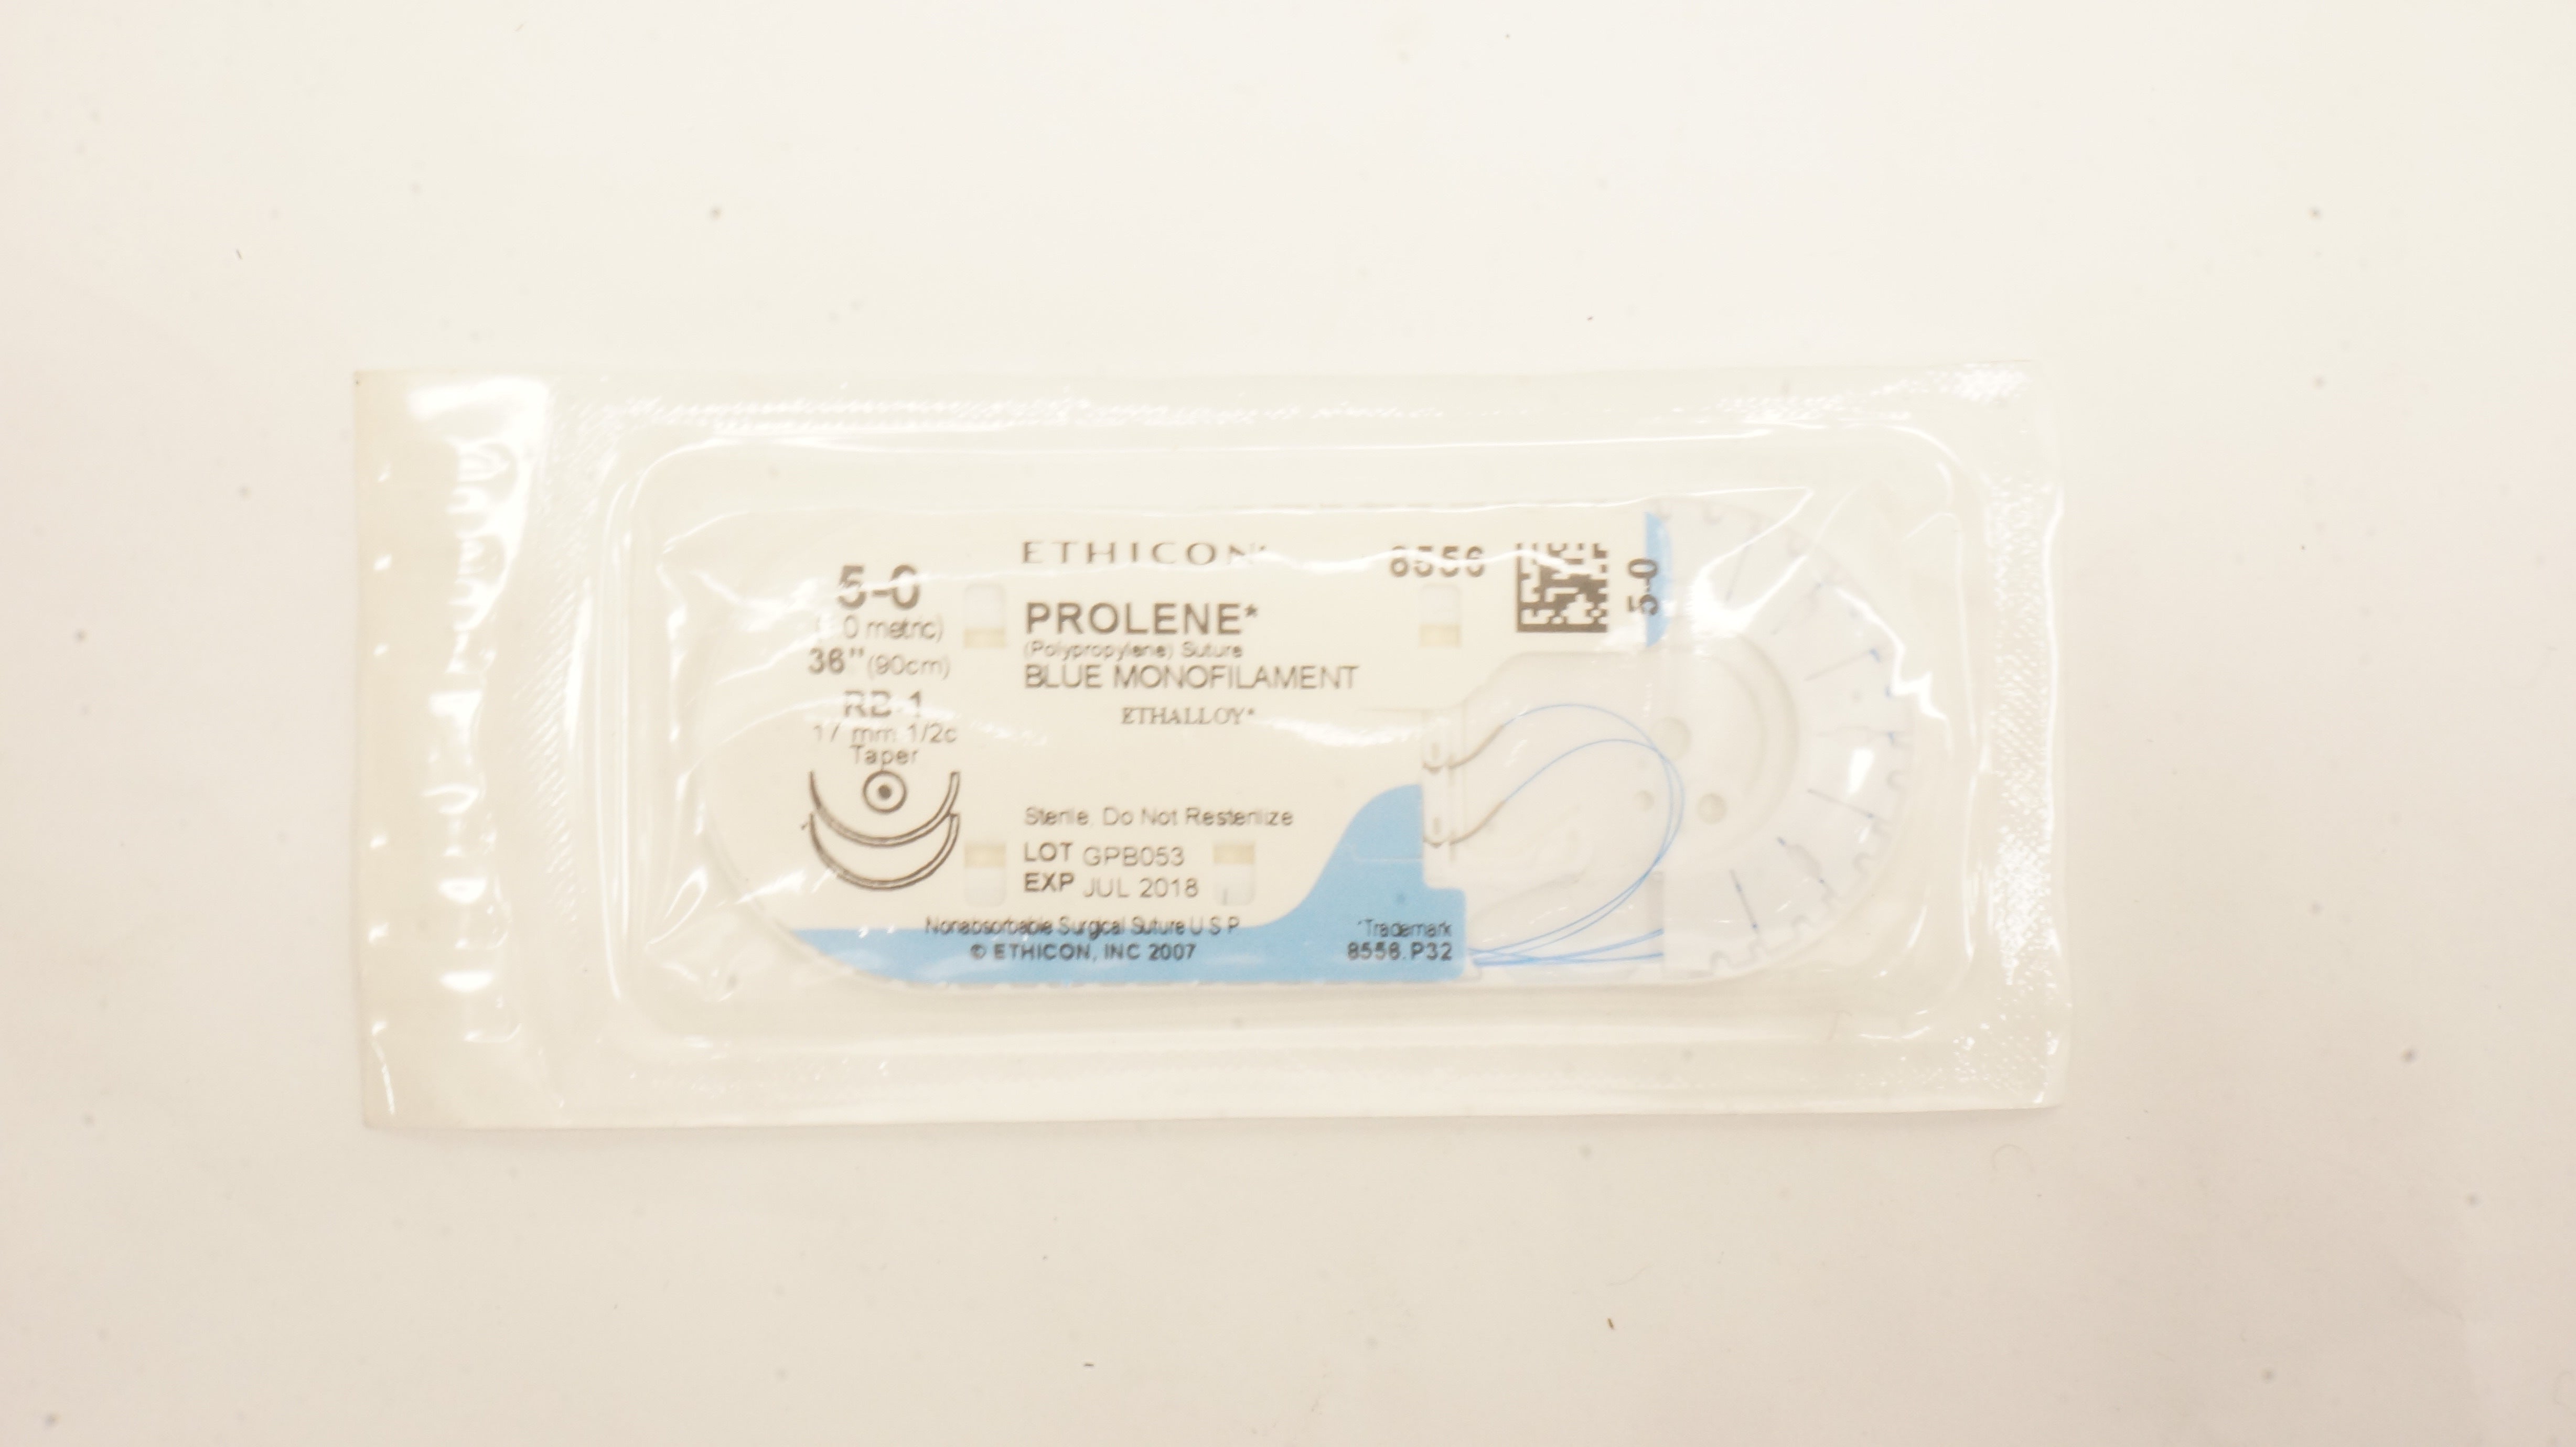 ETHICON
8556
5-0
5-0
0 metric)
36" (90cm)
RB-1
17 mm 1/2c
Taper
PROLENE*
(Polypropylene) Suture
BLUE MONOFILAMENT
ETHALLOY*
Sterile. Do Not Resterilize
LOT GPB053
EXP JUL 2018
Nonabsorbable Surgical Suture U S P
© ETHICON, INC 2007
*Trademark
8556.P32